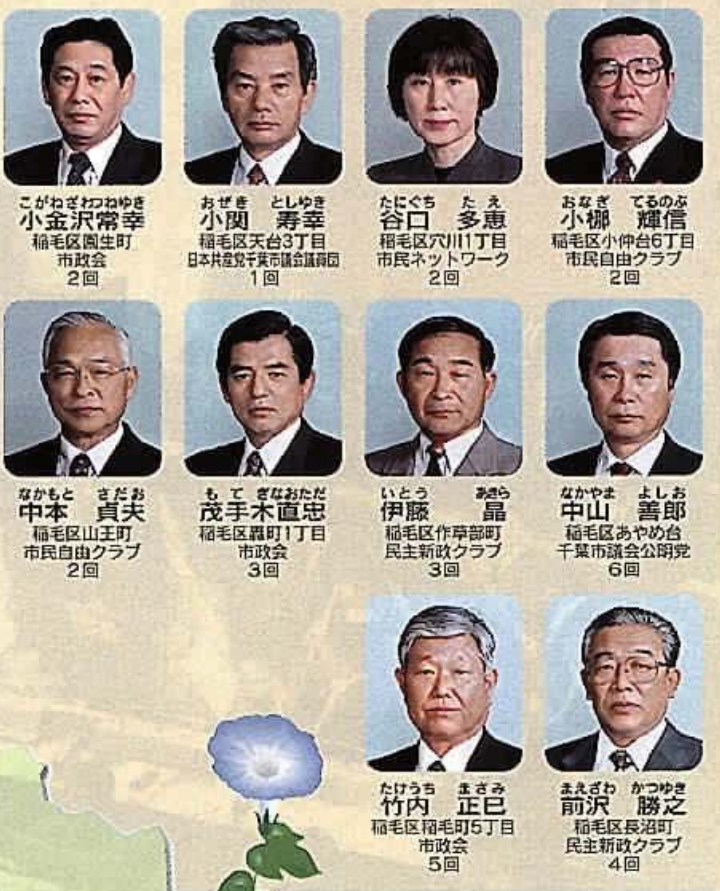 こがねざわつねゆき
小金沢常幸
稲毛区園生町
市政会
2回
おぜき としゆき
小関 寿幸
稲毛区天台3丁目
日本共産党千葉市議会議員団
1回
たにぐち たえ
谷口 多恵
稲毛区穴川1丁目
市民ネットワーク
2回
おなぎ てるのぶ
小梛 輝信
稲毛区小仲台6丁目
市民自由クラブ
2回
なかもと さだお
中本 貞夫
稲毛区山王町
市民自由クラブ
2回
もてぎなおただ
茂手木直忠
稲毛区轟町1丁目
市政会
3回
いとう あきら
伊藤 晶
稲毛区作草部町
民主新政クラブ
3回
なかやま よしお
中山 善郎
稲毛区あやめ台
千葉市議会公明党
6回
たけうち まさみ
竹内 正巳
稲毛区稲毛町5丁目
市政会
5回
まえざわ かつゆき
前沢 勝之
稲毛区長沼町
民主新政クラブ
4回